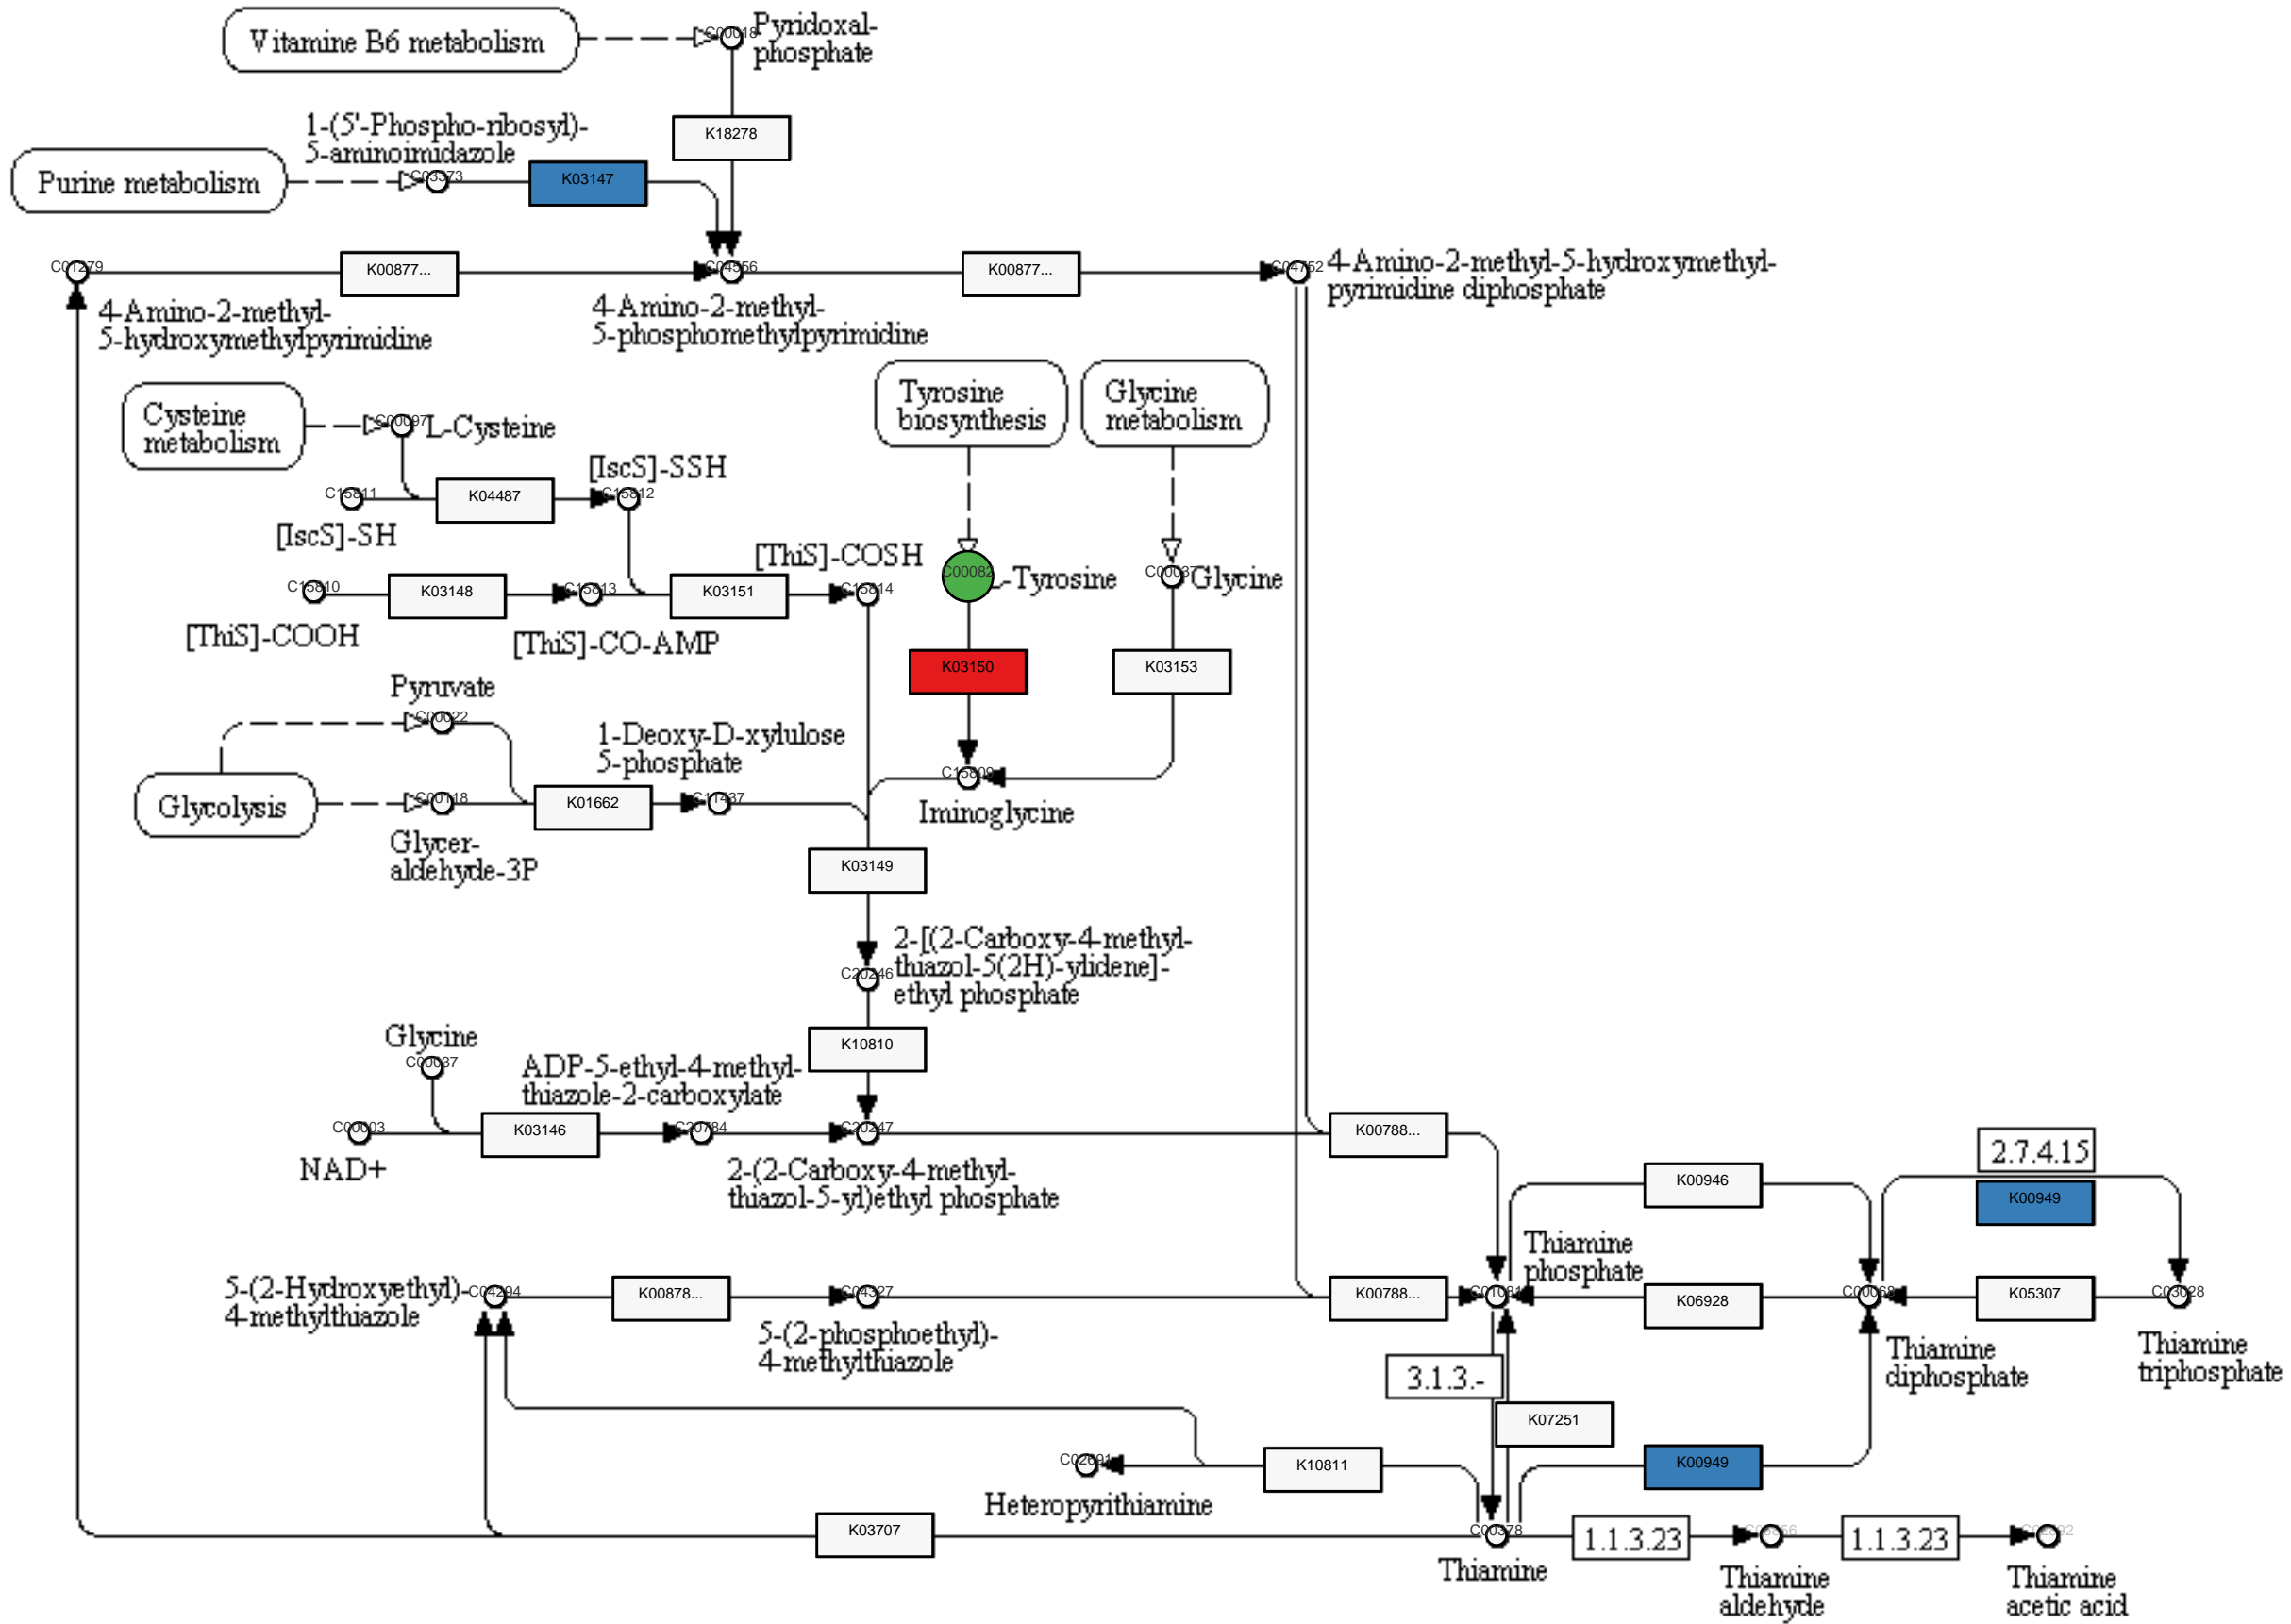 Vitamine B6 metabolism
C00018
Pyridoxal-
phosphate
K18278
1-(5'-Phospho-ribosyl)-
5-aminoimidazole
Purine metabolism
C03373
K03147
C01279
K00877...
C04556
K00877...
C04752
4-Amino-2-methyl-5-hydroxymethyl-
pyrimidine diphosphate
4-Amino-2-methyl-
5-hydroxymethylpyrimidine
4-Amino-2-methyl-
5-phosphomethylpyrimidine
Cysteine
metabolism
C00097
L-Cysteine
Tyrosine
biosynthesis
Glycine
metabolism
[IscS]-SSH
C15811
K04487
C15812
[IscS]-SH
[ThiS]-COSH
C00082
L-Tyrosine
C00037
Glycine
C15810
K03148
C15813
K03151
C15814
[ThiS]-COOH
[ThiS]-CO-AMP
K03150
K03153
Pyruvate
C00022
1-Deoxy-D-xylulose
5-phosphate
C15809
Iminoglycine
Glycolysis
C00118
K01662
C11437
Glycer-
aldehyde-3P
K03149
2-[(2-Carboxy-4-methyl-
thiazol-5(2H)-ylidene]-
ethyl phosphate
C20246
Glycine
C00037
K10810
ADP-5-ethyl-4-methyl-
thiazole-2-carboxylate
C00003
K03146
C20784
C20247
K00788...
NAD+
2-(2-Carboxy-4-methyl-
thiazol-5-yl)ethyl phosphate
2.7.4.15
K00946
K00949
Thiamine
phosphate
5-(2-Hydroxyethyl)-
4-methylthiazole
C04294
K00878...
C04327
K00788...
C01081
K06928
C00068
K05307
C03028
5-(2-phosphoethyl)-
4-methylthiazole
Thiamine
diphosphate
Thiamine
triphosphate
3.1.3.-
K07251
C02691
K10811
K00949
Heteropyrithiamine
K03707
C00378
1.1.3.23
1.1.3.23
C02892
Thiamine
Thiamine
aldehyde
Thiamine
acetic acid